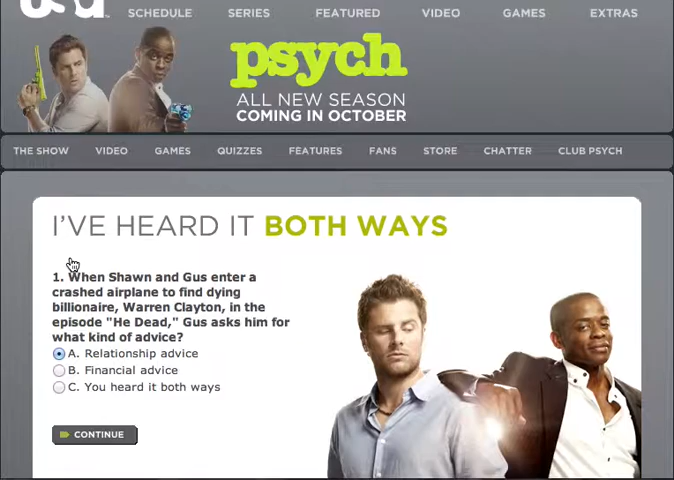 usa
SCHEDULE SERIES FEATURED VIDEO GAMES EXTRAS
psych
ALL NEW SEASON
COMING IN OCTOBER
THE SHOW VIDEO GAMES QUIZZES FEATURES FANS STORE CHATTER CLUB PSYCH
I'VE HEARD IT BOTH WAYS
1. When Shawn and Gus enter a
crashed airplane to find dying
billionaire, Warren Clayton, in the
episode "He Dead," Gus asks him for
what kind of advice?
A. Relationship advice
B. Financial advice
C. You heard it both ways
CONTINUE